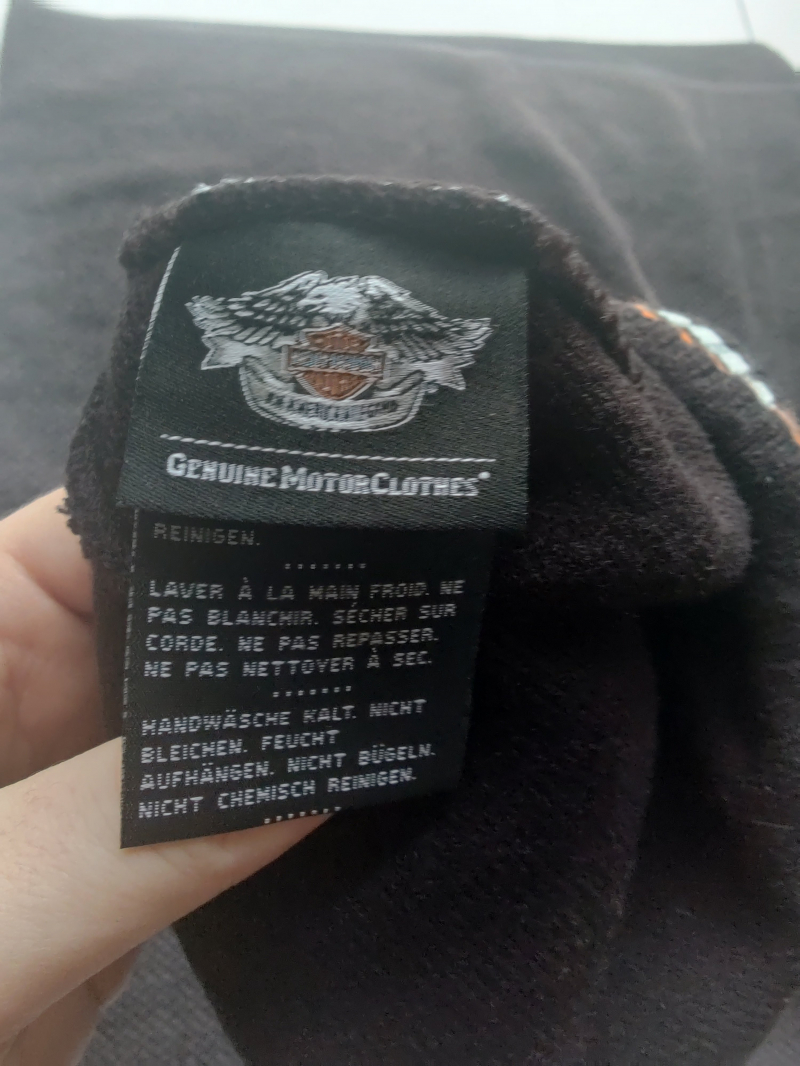 GENUINE MOTORCLOTHES®
REINIGEN.
LAVER À LA MAIN FROID. NE
PAS BLANCHIR. SÉCHER SUR
CORDE. NE PAS REPASSER.
NE PAS NETTOYER À SEC.
HANDWÄSCHE KALT. NICHT
BLEICHEN. FEUCHT
AUFHÄNGEN. NICHT BÜGELN.
NICHT CHEMISCH REINIGEN.